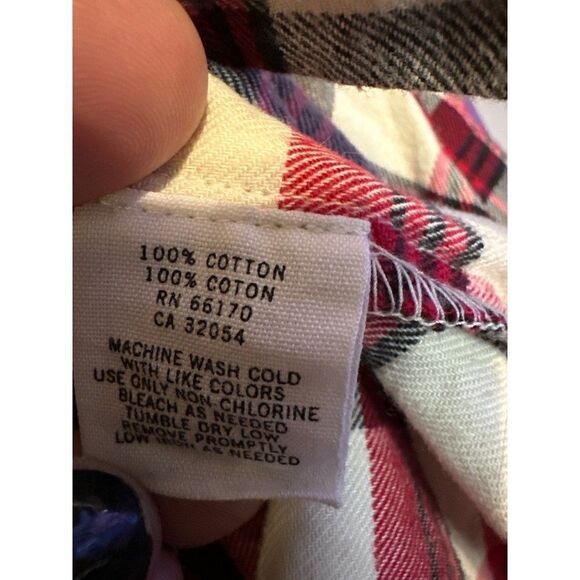 100% COTTON
100% COTON
RN 66170
CA 32054
MACHINE WASH COLD
WITH LIKE COLORS
USE ONLY NON-CHLORINE
BLEACH AS NEEDED
TUMBLE DRY LOW
REMOVE PROMPTLY
LOW IRON AS NEEDED